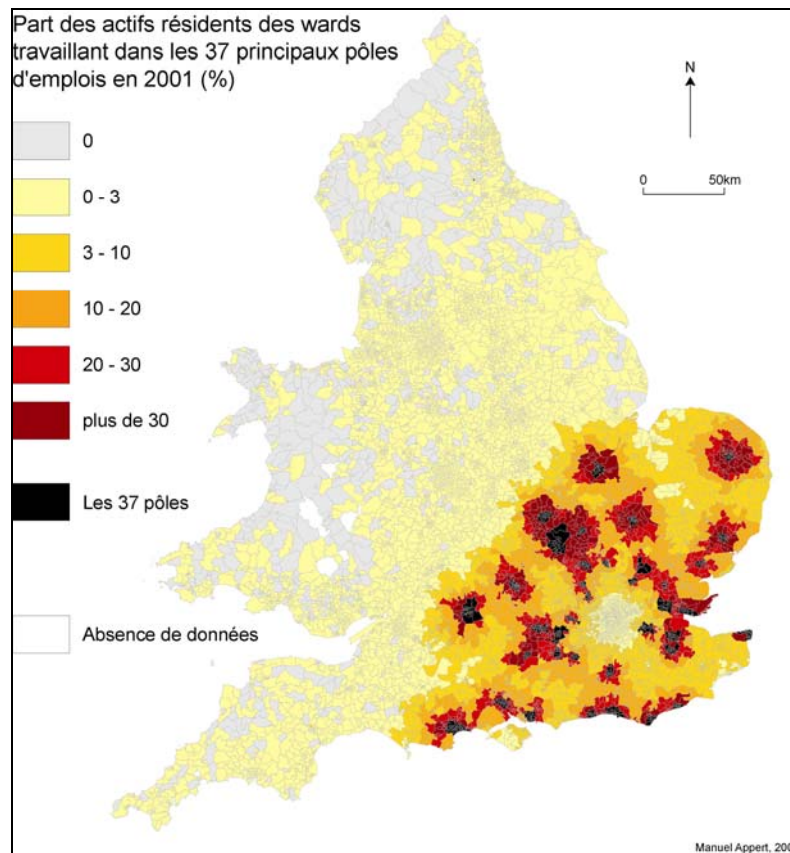 Part des actifs résidents des wards
travaillant dans les 37 principaux pôles
d'emplois en 2001 (%)
N
0 50km
0
0 - 3
3 - 10
10 - 20
20 - 30
plus de 30
Les 37 pôles
Absence de données
Manuel Appert,